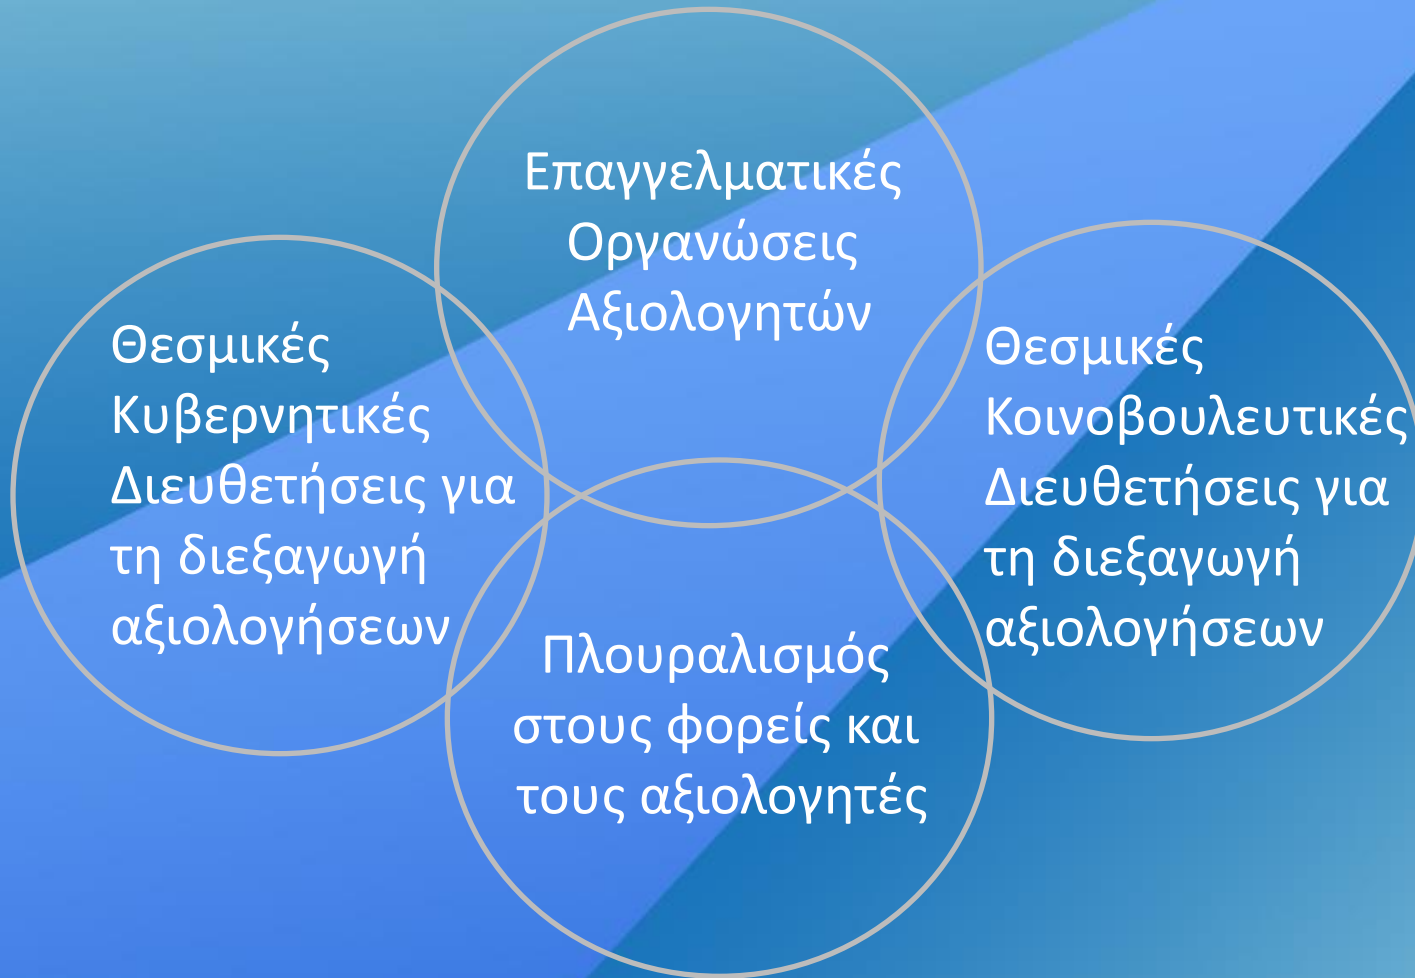 Επαγγελματικές
Οργανώσεις
Αξιολογητών
Θεσμικές
Κυβερνητικές
Διευθετήσεις για
τη διεξαγωγή
αξιολογήσεων
Θεσμικές
Κοινοβουλευτικές
Διευθετήσεις για
τη διεξαγωγή
αξιολογήσεων
Πλουραλισμός
στους φορείς και
τους αξιολογητές